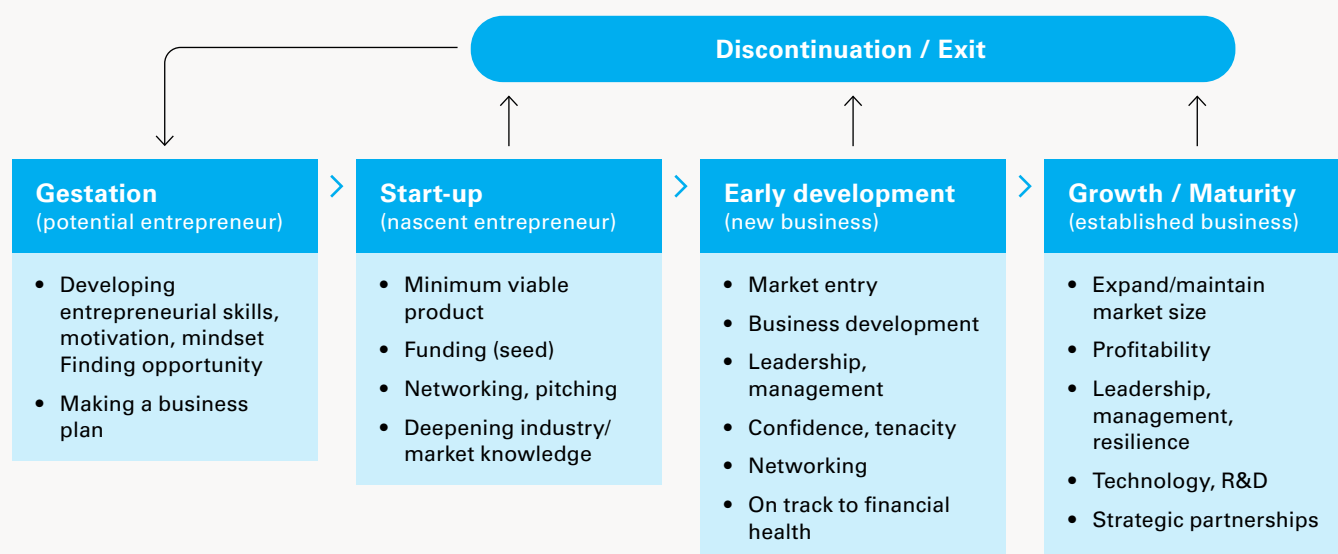 Discontinuation / Exit
Gestation
(potential entrepreneur)
• Developing
entrepreneurial skills,
motivation, mindset
Finding opportunity
• Making a business
plan
Start-up
(nascent entrepreneur)
• Minimum viable
product
• Funding (seed)
• Networking, pitching
• Deepening industry/
market knowledge
Early development
(new business)
• Market entry
• Business development
• Leadership,
management
• Confidence, tenacity
• Networking
• On track to financial
health
Growth / Maturity
(established business)
• Expand/maintain
market size
• Profitability
• Leadership,
management,
resilience
• Technology, R&D
• Strategic partnerships